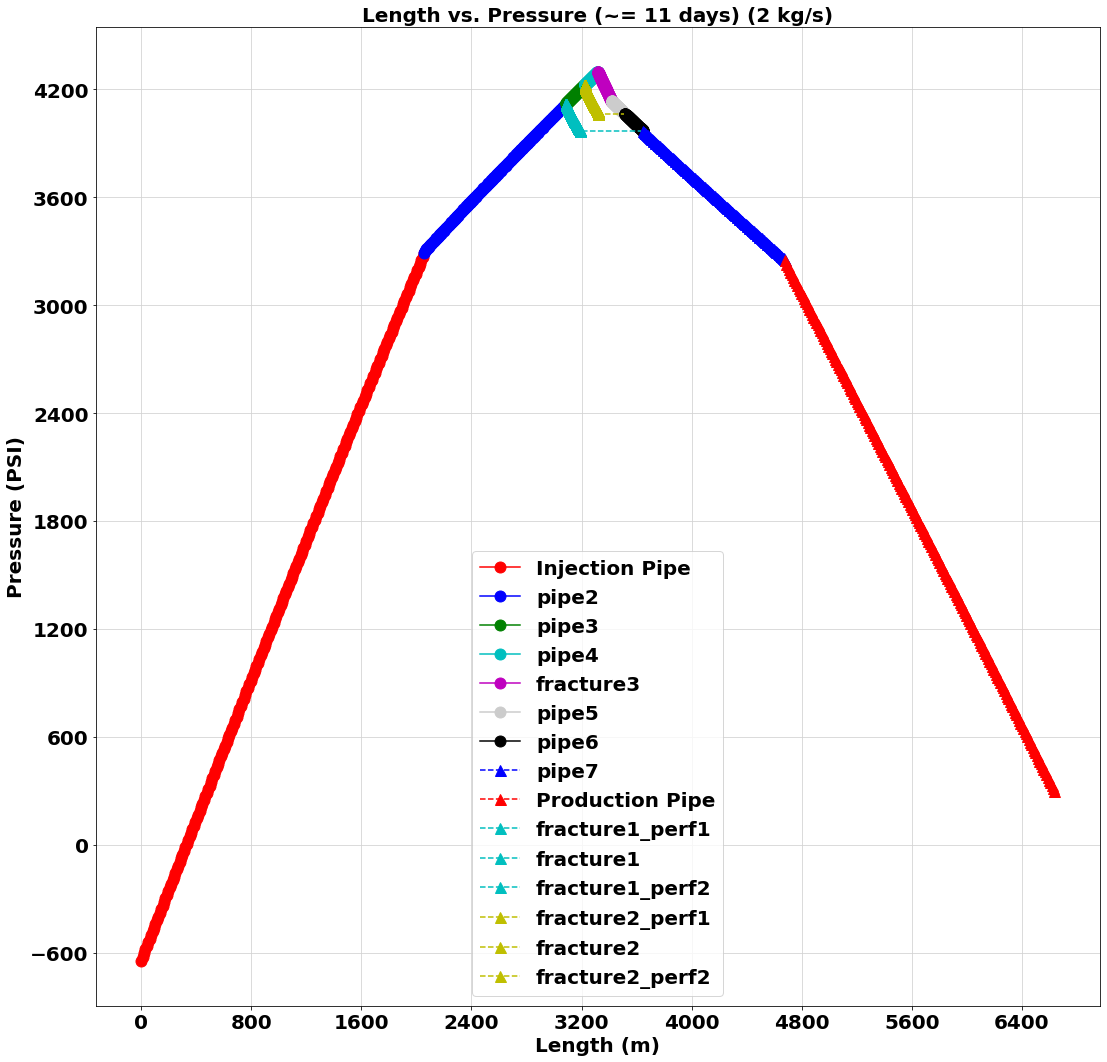 Length vs. Pressure (~= 11 days) (2 kg/s)
Pressure (PSI)
4200
3600
3000
2400
1800
1200
600
0
−600
Injection Pipe
pipe2
pipe3
pipe4
fracture3
pipe5
pipe6
pipe7
Production Pipe
fracture1_perf1
fracture1
fracture1_perf2
fracture2_perf1
fracture2
fracture2_perf2
0 800 1600 2400 3200 4000 4800 5600 6400
Length (m)